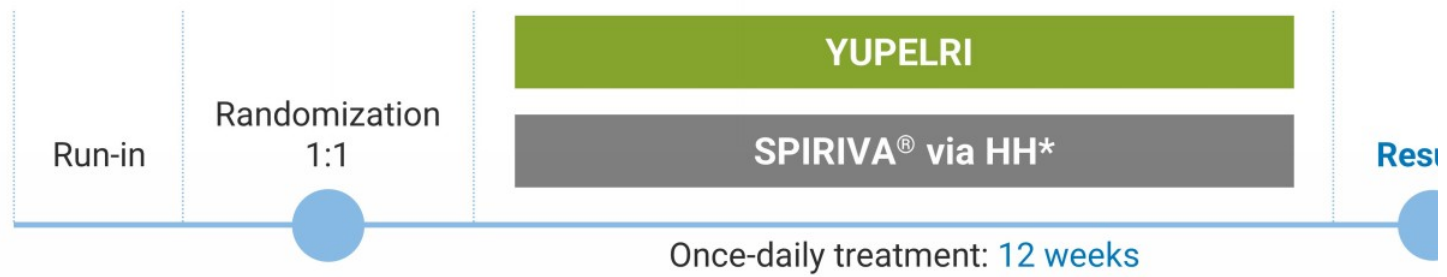 YUPELRI
Randomization
1:1
Run-in
SPIRIVA® via HH*
Once-daily treatment: 12 weeks